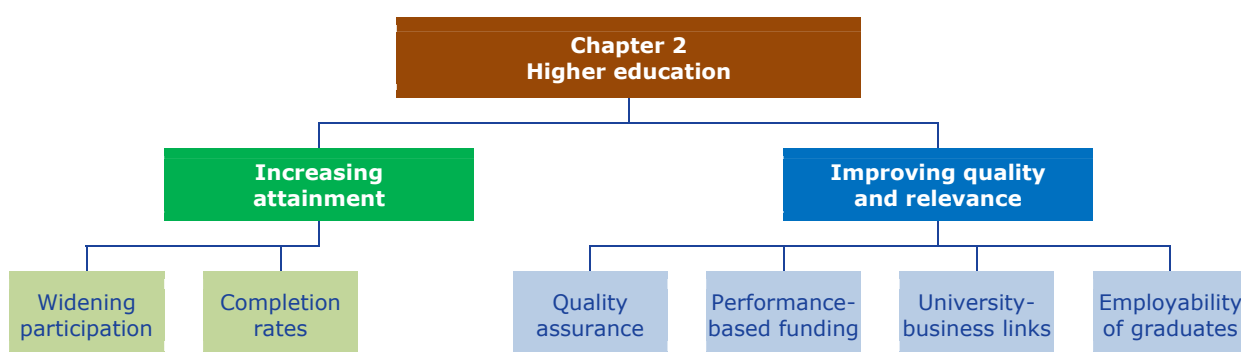 Chapter 2
Higher education
Increasing
attainment
Improving quality
and relevance
Widening
participation
Completion
rates
Quality
assurance
Performance-
based funding
University-
business links
Employability
of graduates